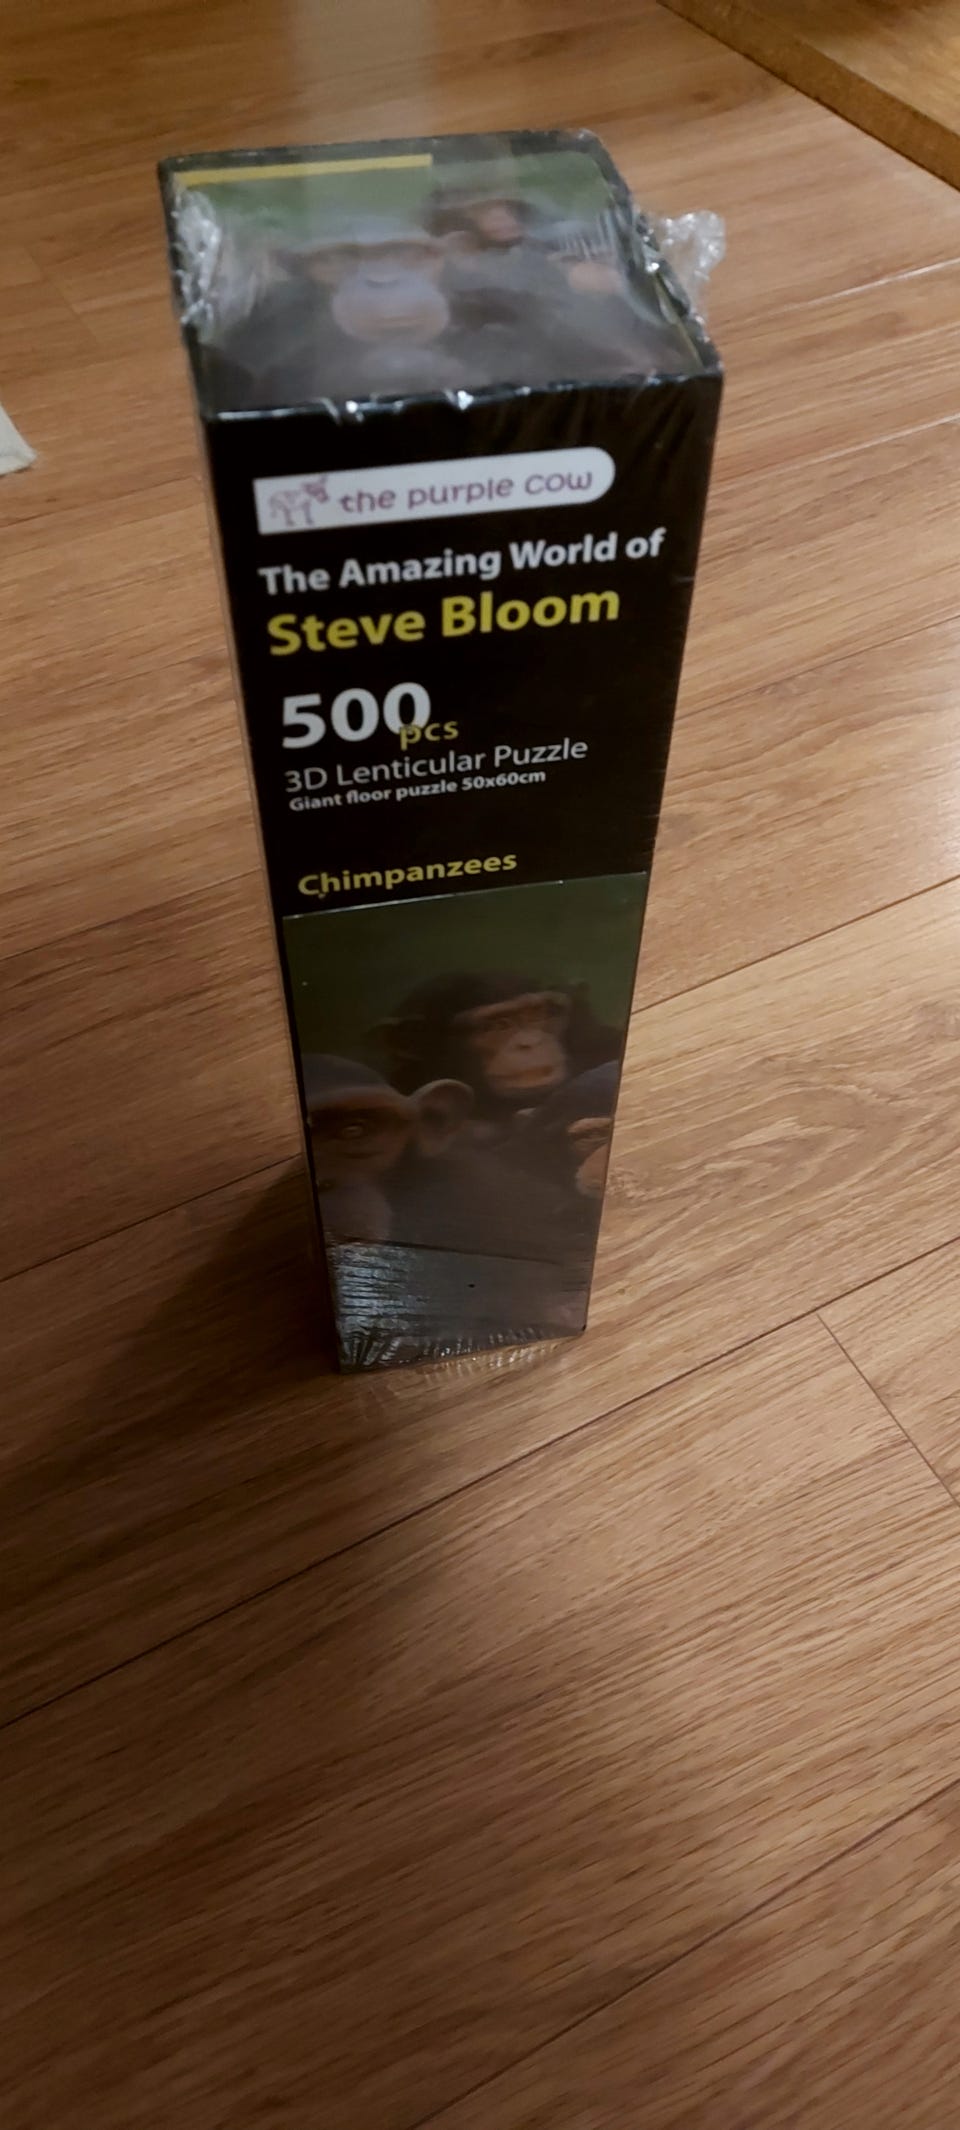 the purple cow
The Amazing World of
Steve Bloom
500
pcs
3D Lenticular Puzzle
Giant floor puzzle 50x60cm
Chimpanzees